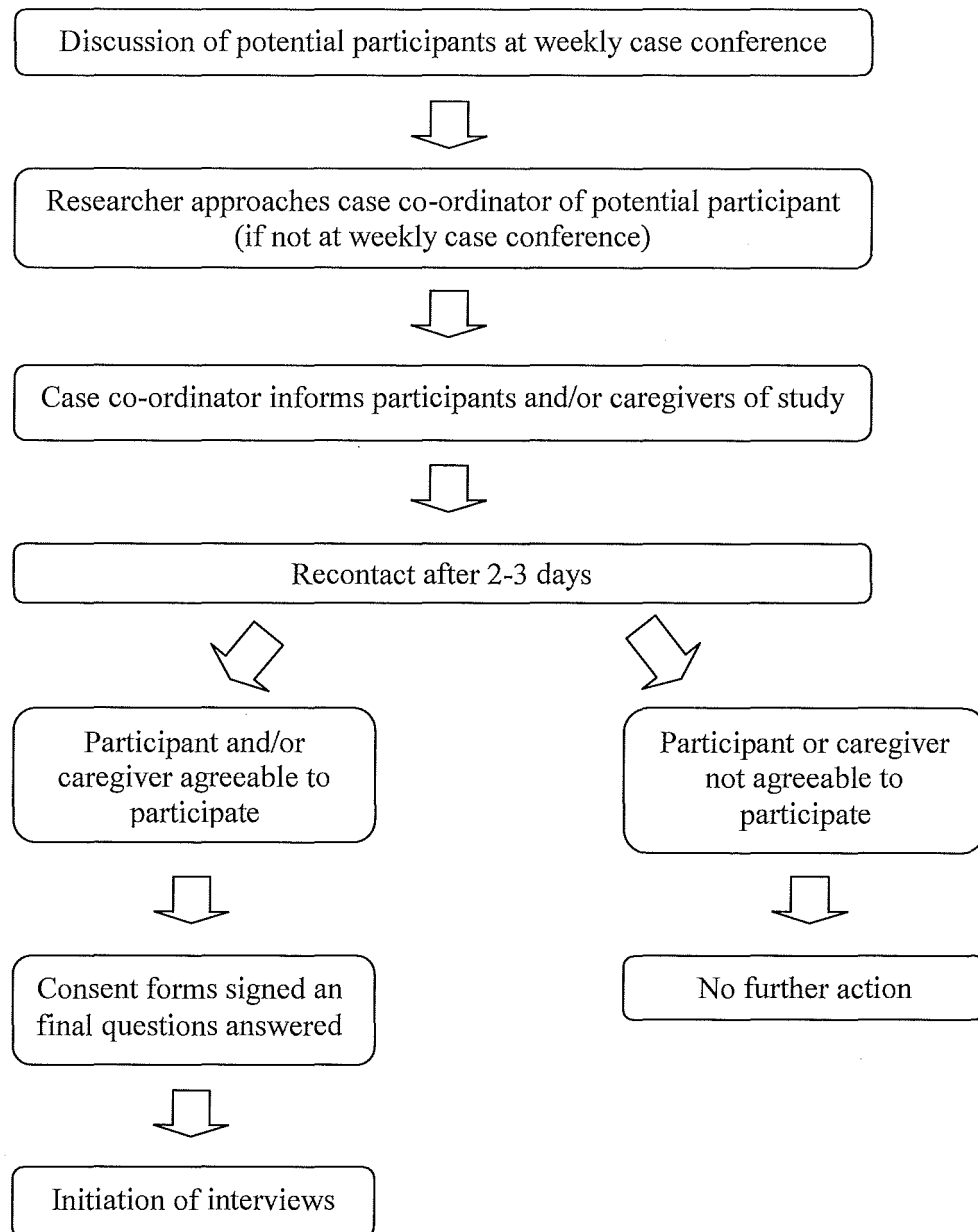 Discussion of potential participants at weekly case conference
Researcher approaches case co-ordinator of potential participant
(if not at weekly case conference)
Case co-ordinator informs participants and/or caregivers of study
Recontact after 2-3 days
Participant and/or
caregiver agreeable to
participate
Participant or caregiver
not agreeable to
participate
Consent forms signed an
final questions answered
No further action
Initiation of interviews